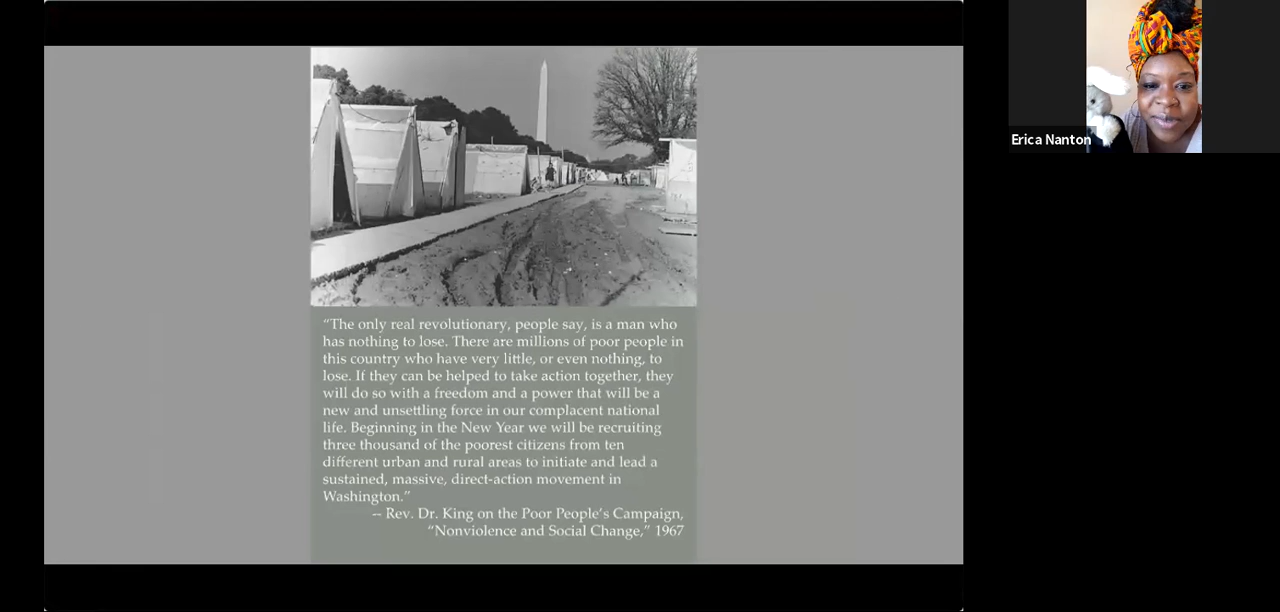 “The only real revolutionary, people say, is a man who
has nothing to lose. There are millions of poor people in
this country who have very little, or even nothing, to
lose. If they can be helped to take action together, they
will do so with a freedom and a power that will be a
new and unsettling force in our complacent national
life. Beginning in the New Year we will be recruiting
three thousand of the poorest citizens from ten
different urban and rural areas to initiate and lead a
sustained, massive, direct-action movement in
Washington.”
-- Rev. Dr. King on the Poor People’s Campaign,
“Nonviolence and Social Change,” 1967
Erica Nanton